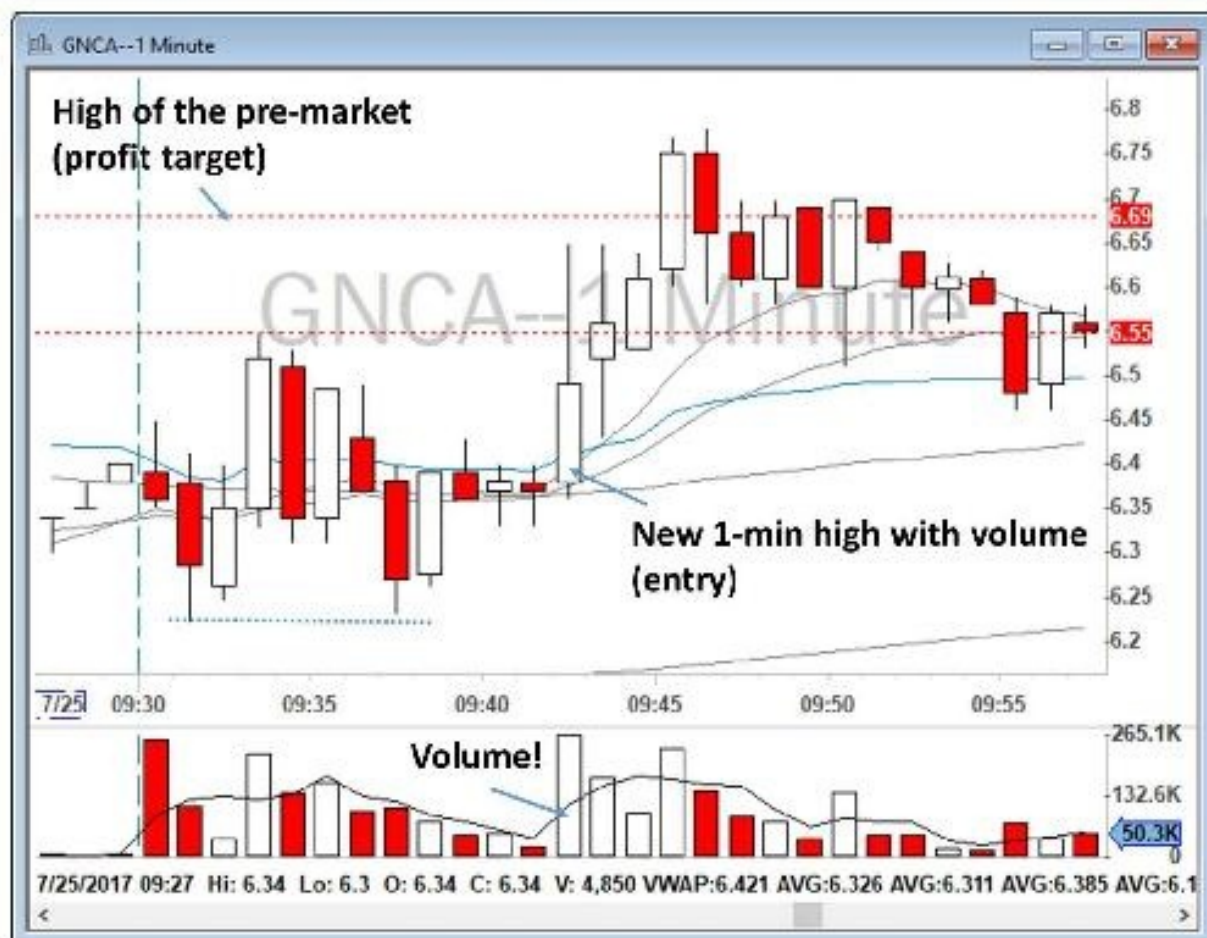 GNCA--1 Minute
High of the pre-market
(profit target)
GNCA--1 Minute
6.8
6.75
6.7
6.69
6.65
6.6
6.55
6.5
6.45
6.4
6.35
6.3
6.25
6.2
New 1-min high with volume
(entry)
7/25 09:30 09:35 09:40 09:45 09:50 09:55
Volume!
265.1K
132.6K
50.3K
0
7/25/2017 09:27 Hi: 6.34 Lo: 6.3 O: 6.34 C: 6.34 V: 4,850 VWAP:6.421 AVG:6.326 AVG:6.311 AVG:6.385 AVG:6.1